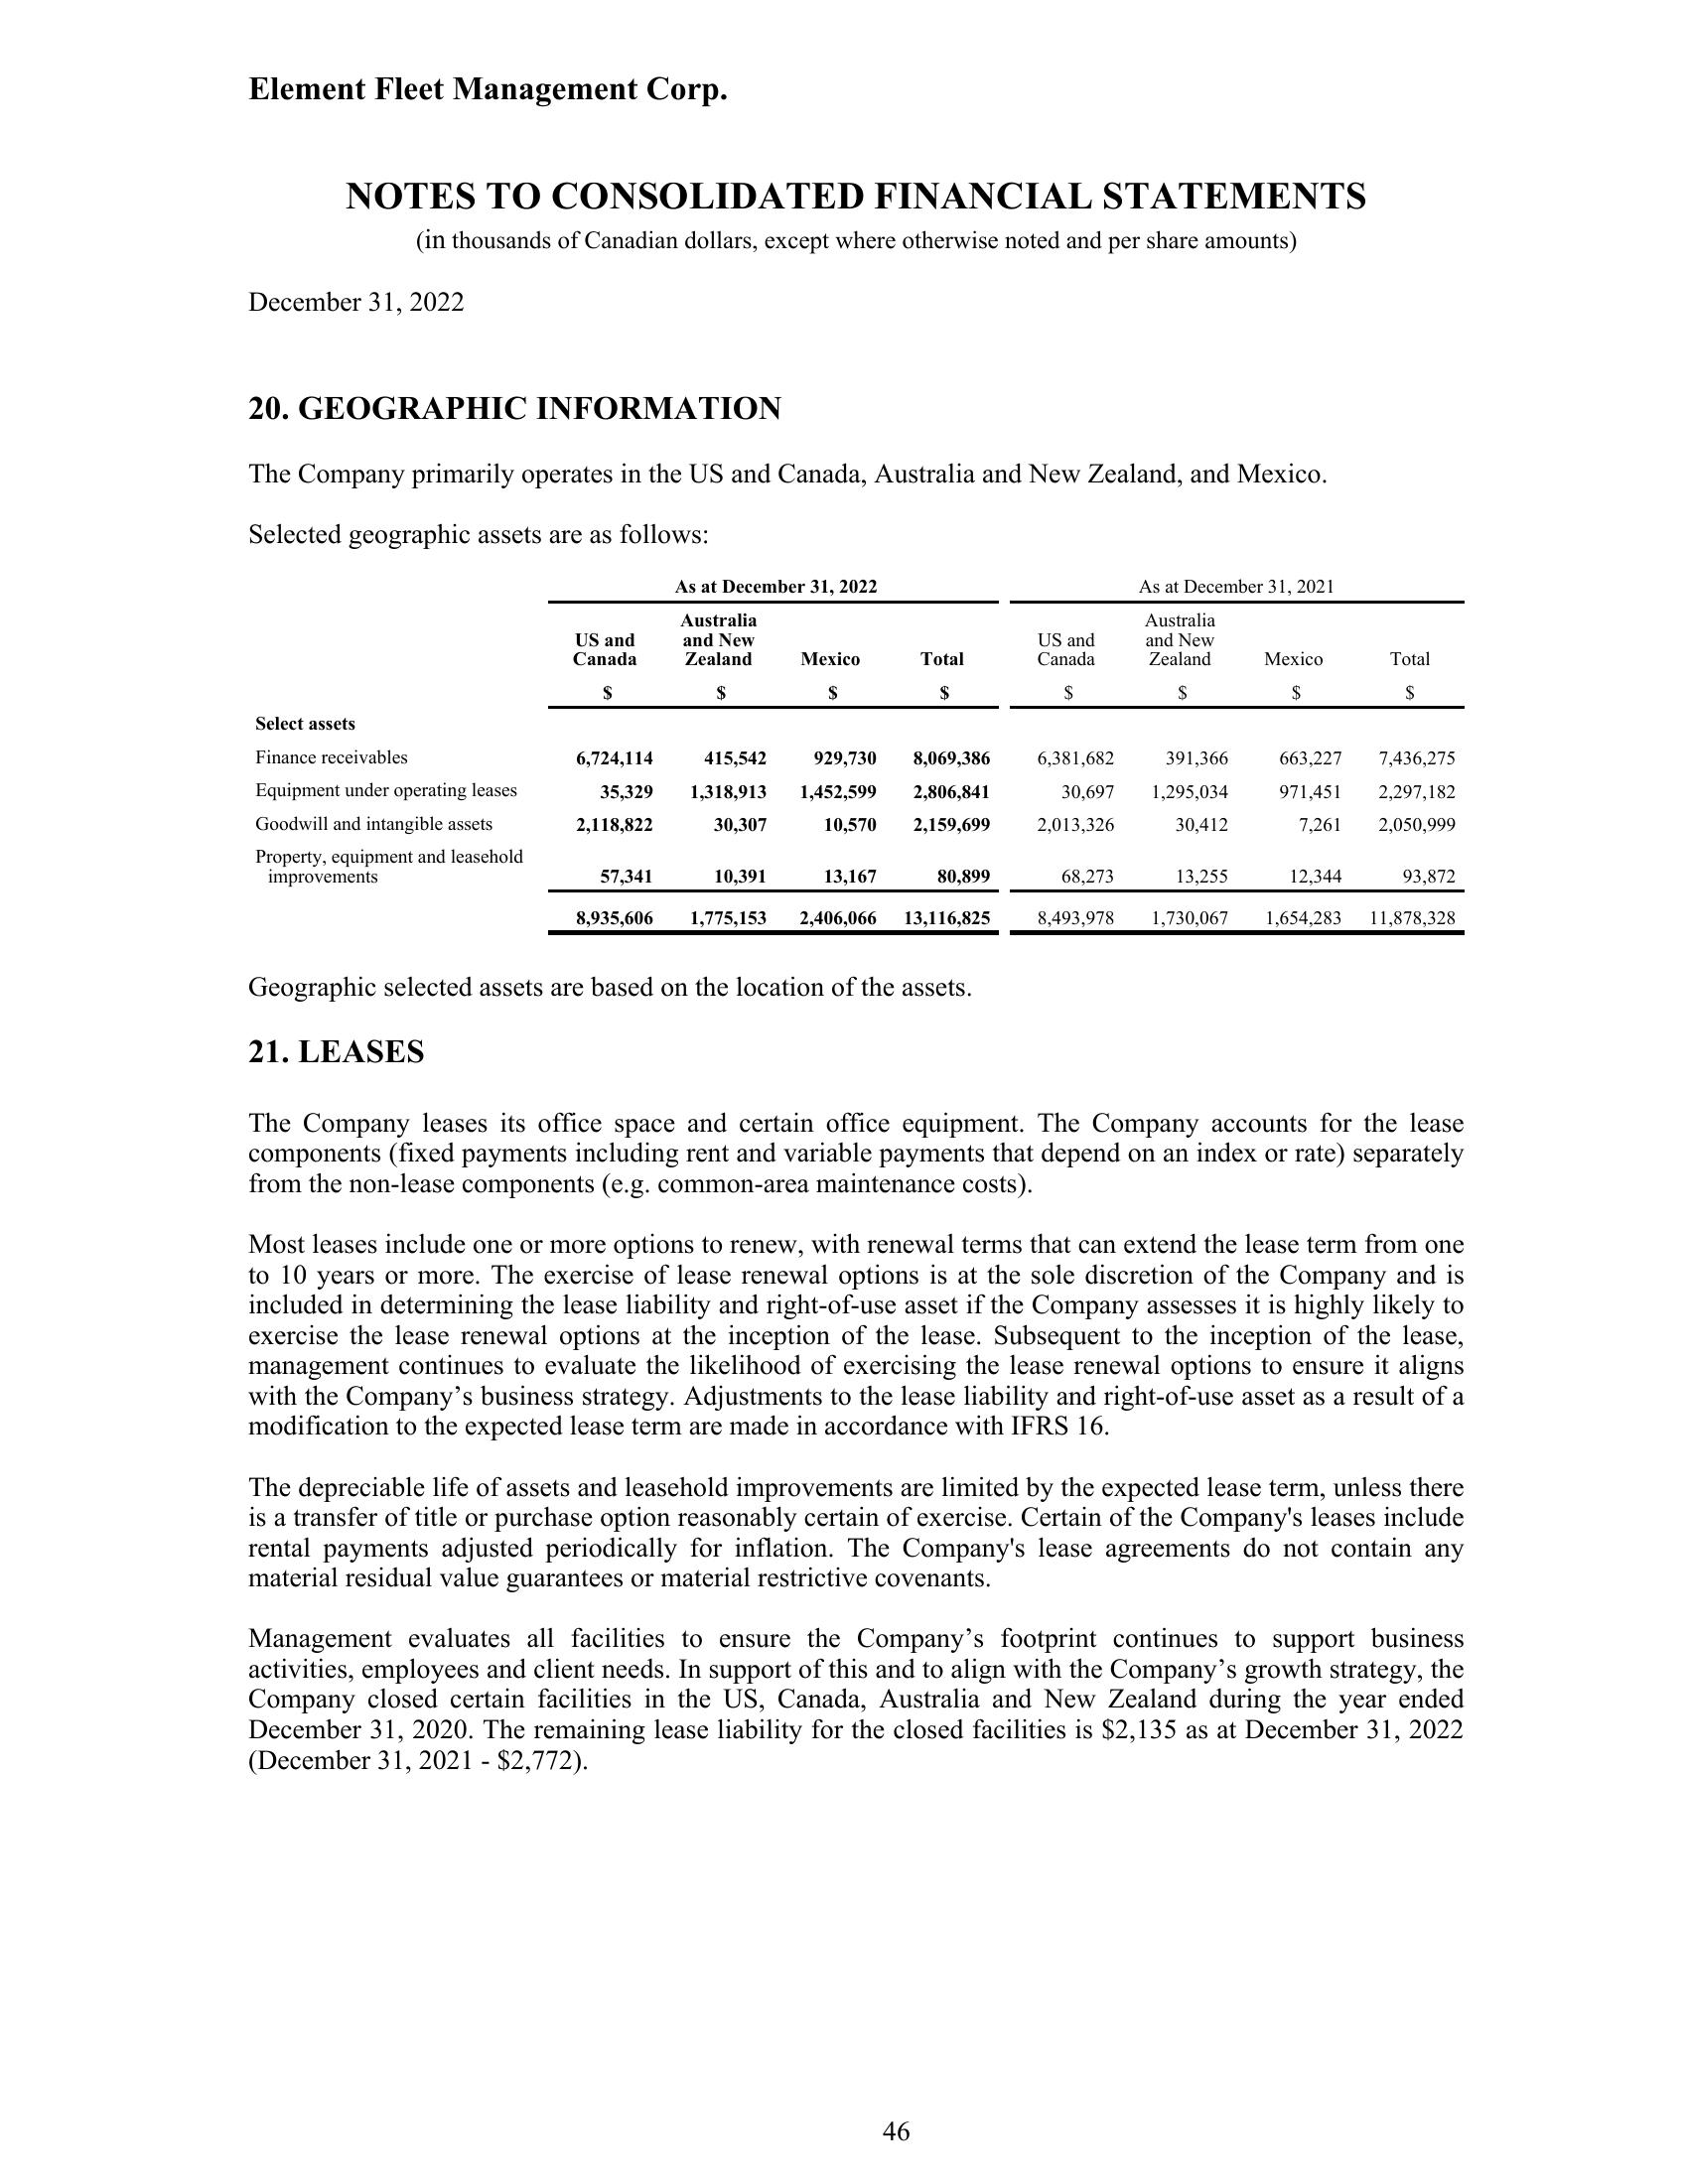 Element Fleet Management Corp.
NOTES TO CONSOLIDATED FINANCIAL STATEMENTS
(in thousands of Canadian dollars, except where otherwise noted and per share amounts)
December 31, 2022
20. GEOGRAPHIC INFORMATION
The Company primarily operates in the US and Canada, Australia and New Zealand, and Mexico.
Selected geographic assets are as follows:
As at December 31, 2022 As at December 31, 2021
US and Canada Australia and New Zealand Mexico Total US and Canada Australia and New Zealand Mexico Total
$ $ $ $ $ $ $ $
Select assets
Finance receivables 6,724,114 415,542 929,730 8,069,386 6,381,682 391,366 663,227 7,436,275
Equipment under operating leases 35,329 1,318,913 1,452,599 2,806,841 30,697 1,295,034 971,451 2,297,182
Goodwill and intangible assets 2,118,822 30,307 10,570 2,159,699 2,013,326 30,412 7,261 2,050,999
Property, equipment and leasehold
improvements 57,341 10,391 13,167 80,899 68,273 13,255 12,344 93,872
8,935,606 1,775,153 2,406,066 13,116,825 8,493,978 1,730,067 1,654,283 11,878,328
Geographic selected assets are based on the location of the assets.
21. LEASES
The Company leases its office space and certain office equipment. The Company accounts for the lease
components (fixed payments including rent and variable payments that depend on an index or rate) separately
from the non-lease components (e.g. common-area maintenance costs).
Most leases include one or more options to renew, with renewal terms that can extend the lease term from one
to 10 years or more. The exercise of lease renewal options is at the sole discretion of the Company and is
included in determining the lease liability and right-of-use asset if the Company assesses it is highly likely to
exercise the lease renewal options at the inception of the lease. Subsequent to the inception of the lease,
management continues to evaluate the likelihood of exercising the lease renewal options to ensure it aligns
with the Company’s business strategy. Adjustments to the lease liability and right-of-use asset as a result of a
modification to the expected lease term are made in accordance with IFRS 16.
The depreciable life of assets and leasehold improvements are limited by the expected lease term, unless there
is a transfer of title or purchase option reasonably certain of exercise. Certain of the Company's leases include
rental payments adjusted periodically for inflation. The Company's lease agreements do not contain any
material residual value guarantees or material restrictive covenants.
Management evaluates all facilities to ensure the Company’s footprint continues to support business
activities, employees and client needs. In support of this and to align with the Company’s growth strategy, the
Company closed certain facilities in the US, Canada, Australia and New Zealand during the year ended
December 31, 2020. The remaining lease liability for the closed facilities is $2,135 as at December 31, 2022
(December 31, 2021 - $2,772).
46